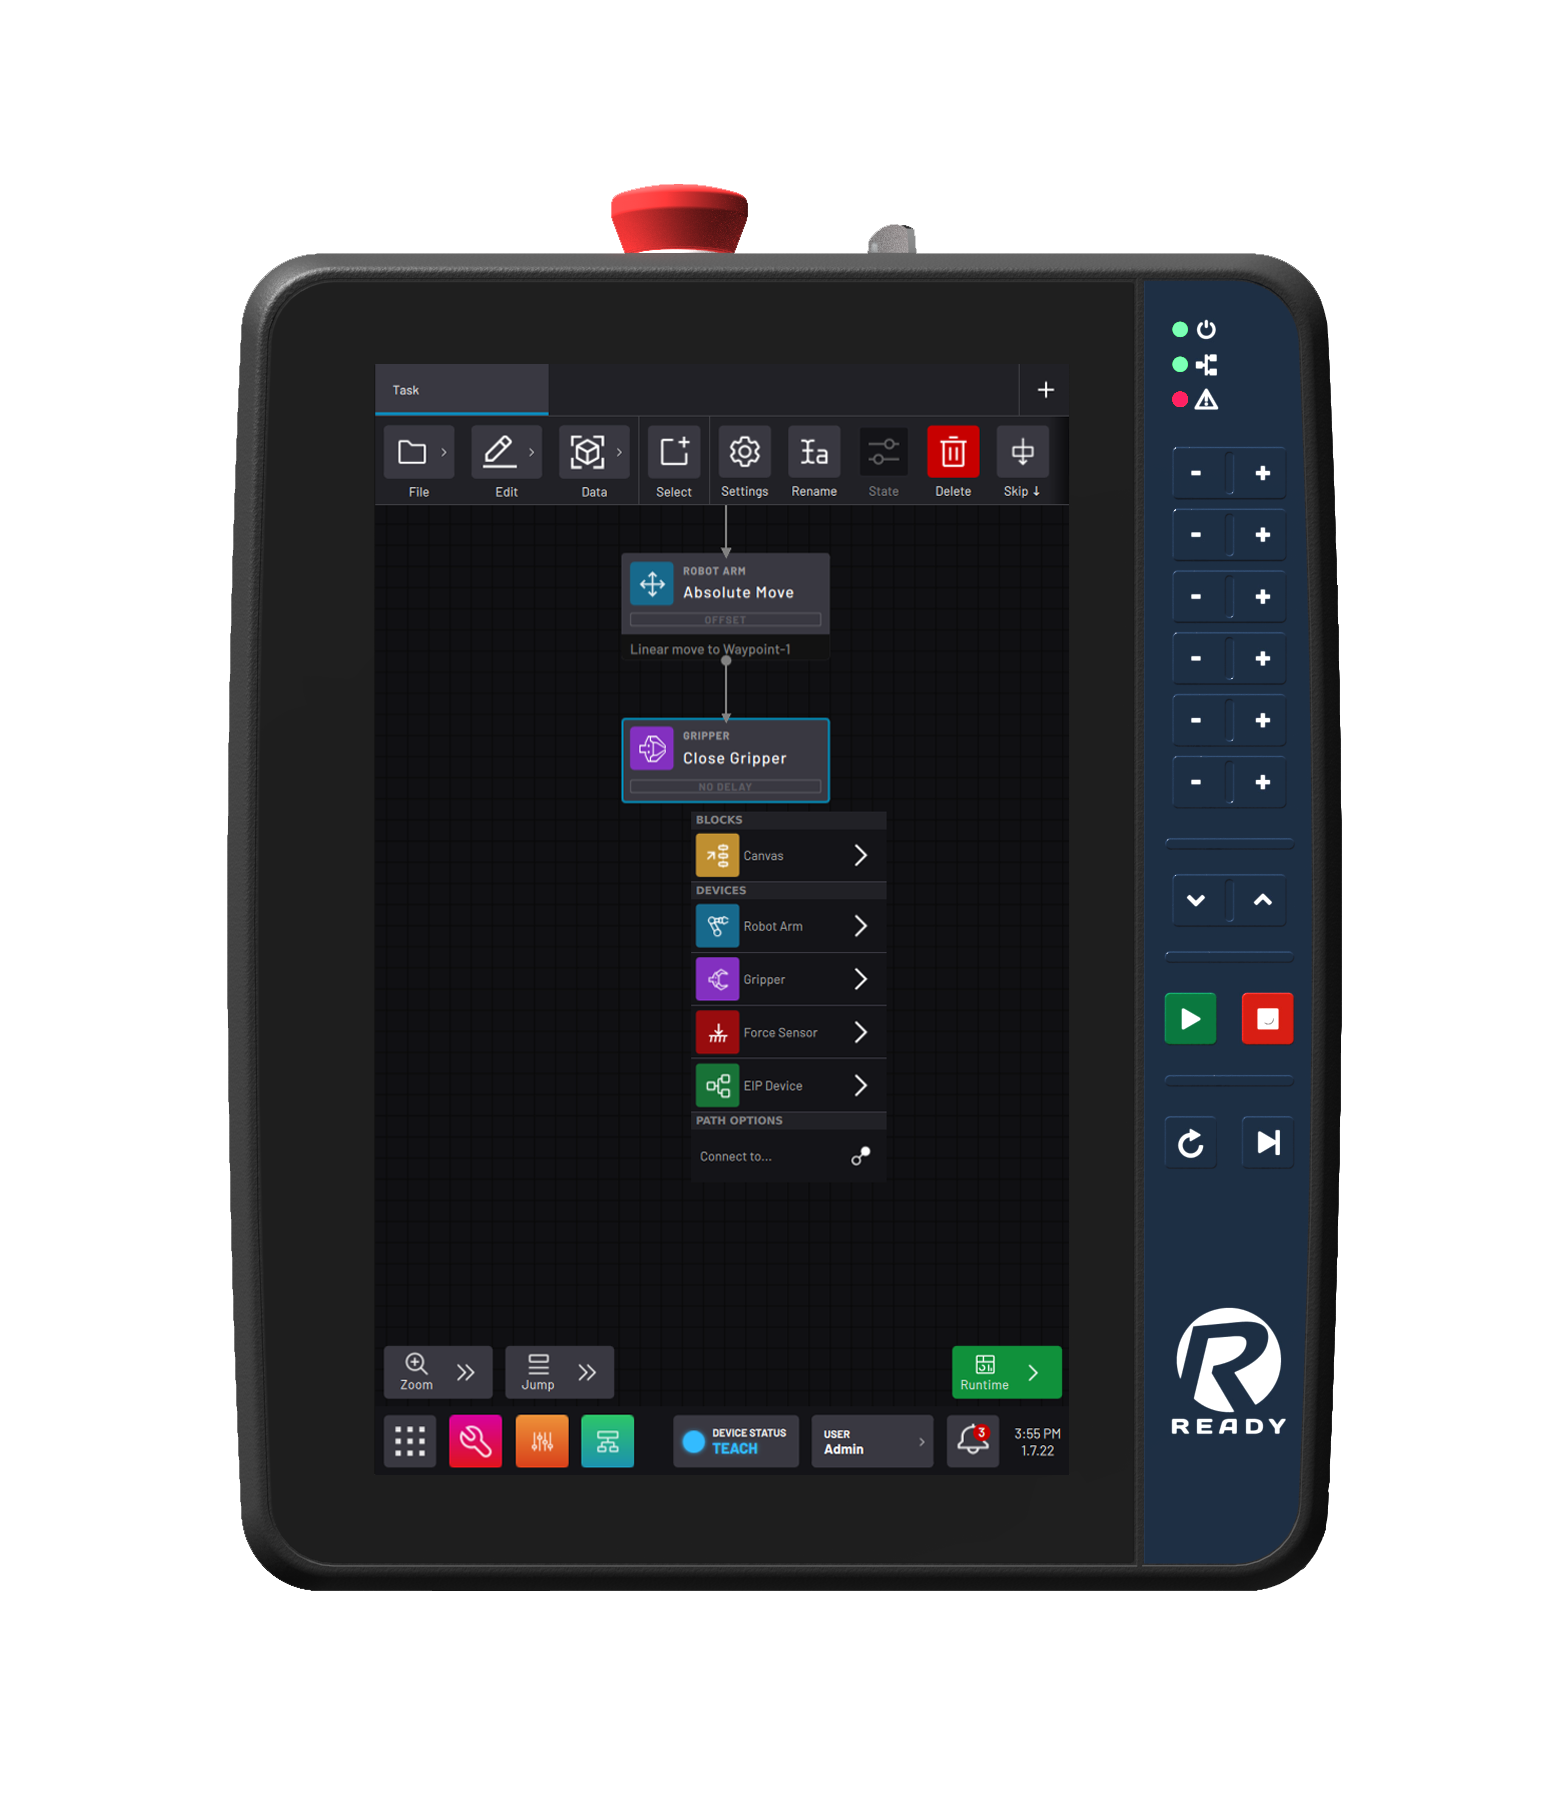 Task
File
Edit
Data
Select
Settings
Rename
State
Delete
Skip ↓
ROBOT ARM
Absolute Move
OFFSET
Linear move to Waypoint-1
GRIPPER
Close Gripper
NO DELAY
BLOCKS
Canvas
DEVICES
Robot Arm
Gripper
Force Sensor
EIP Device
PATH OPTIONS
Connect to...
Zoom
Jump
Runtime
DEVICE STATUS
TEACH
USER
Admin
3
3:55 PM
1.7.22
R
READY